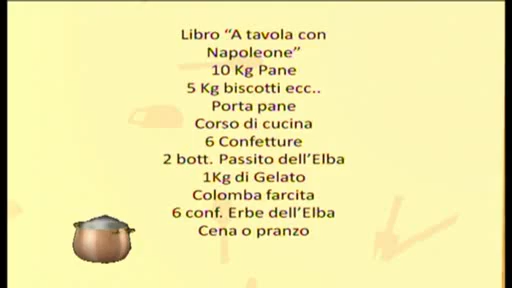 Libro “A tavola con
Napoleone”
10 Kg Pane
5 Kg biscotti ecc..
Porta pane
Corso di cucina
6 Confetture
2 bott. Passito dell’Elba
1Kg di Gelato
Colomba farcita
6 conf. Erbe dell’Elba
Cena o pranzo